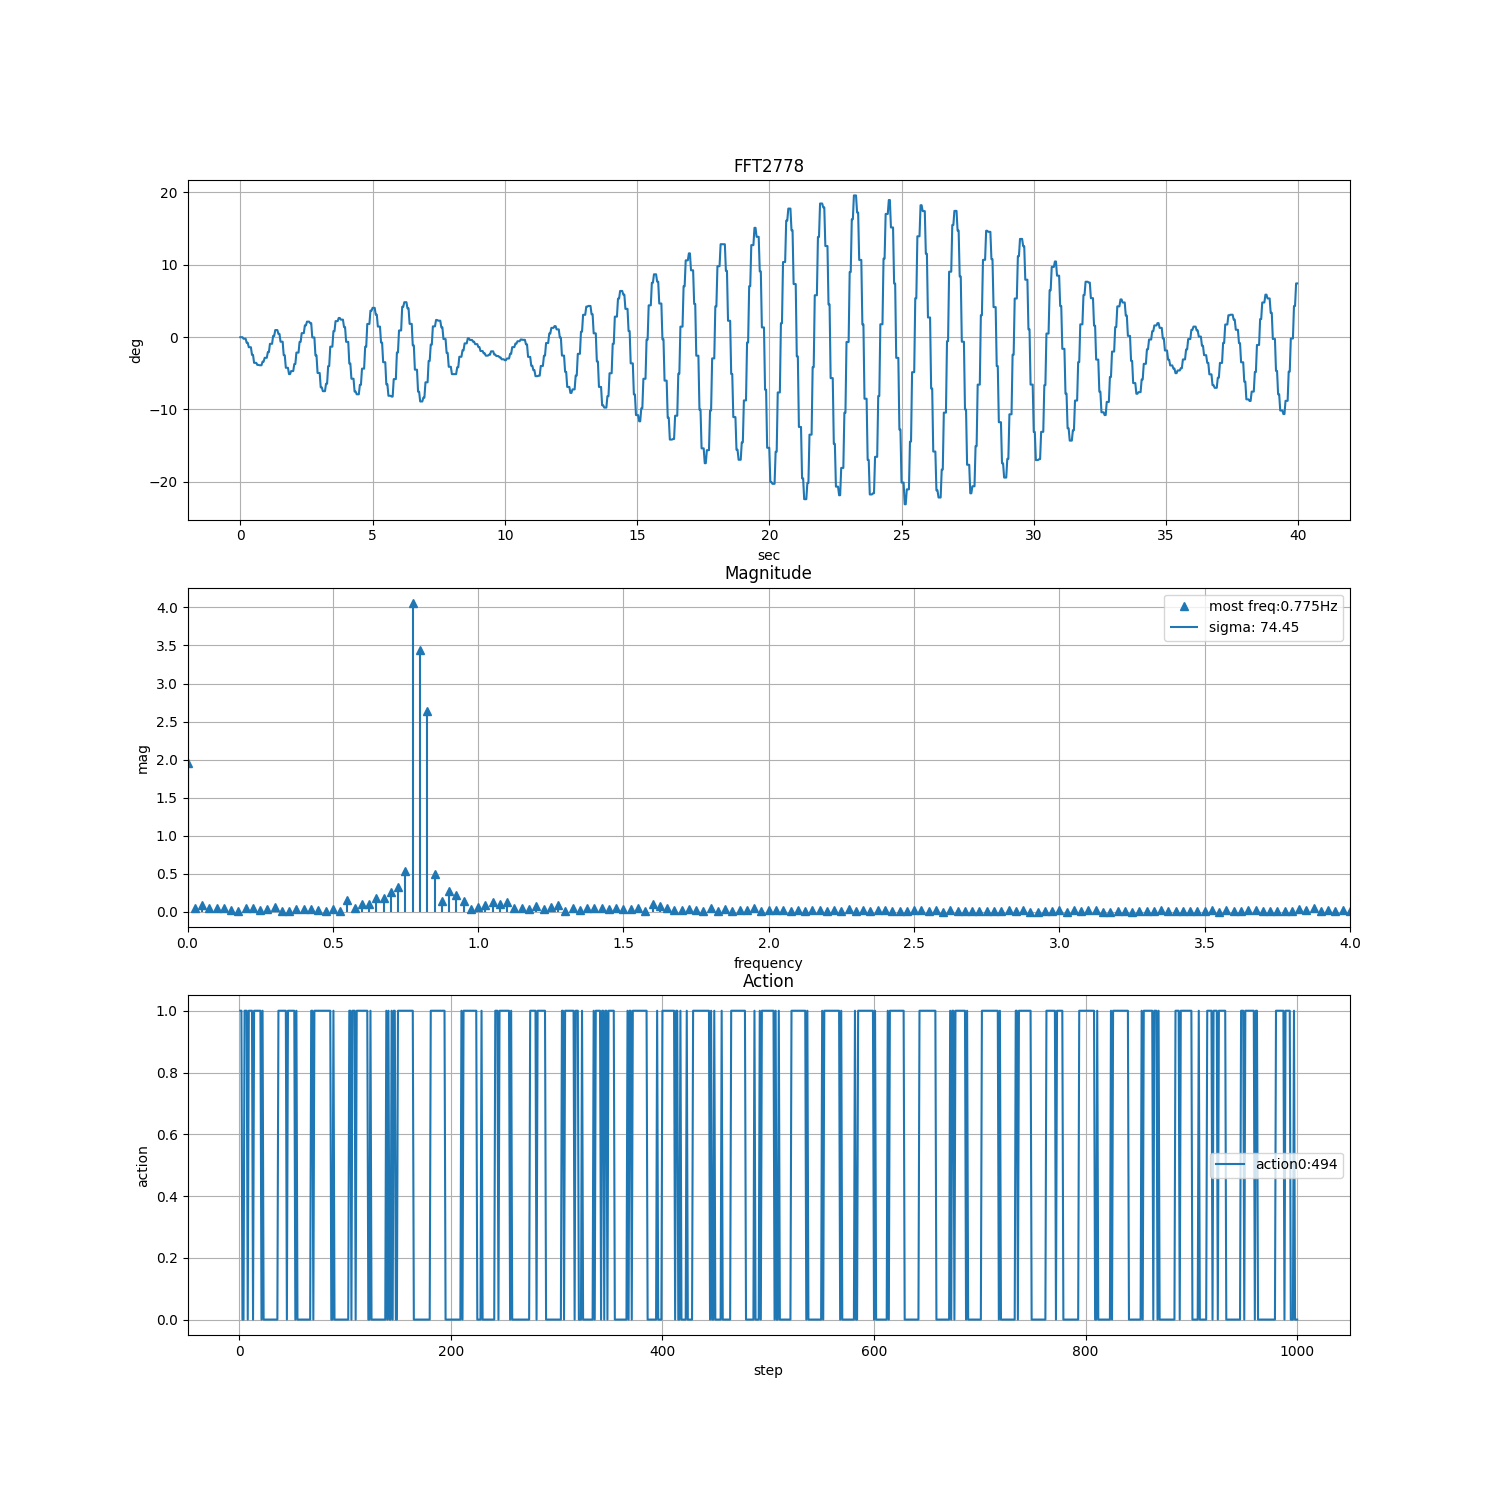 FFT2778
20
10
0
−10
−20
deg
0 5 10 15 20 25 30 35 40
sec
Magnitude
4.0
3.5
3.0
2.5
2.0
1.5
1.0
0.5
0.0
mag
most freq:0.775Hz
sigma: 74.45
0.0 0.5 1.0 1.5 2.0 2.5 3.0 3.5 4.0
frequency
Action
1.0
0.8
0.6
0.4
0.2
0.0
action
action0:494
0 200 400 600 800 1000
step